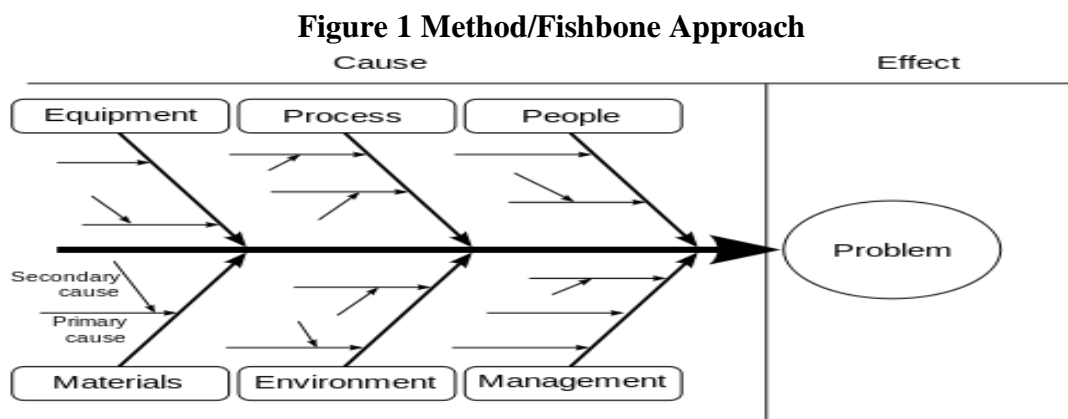 Figure 1 Method/Fishbone Approach
Cause
Effect
Equipment
Process
People
Problem
Secondary
cause
Primary
cause
Materials
Environment
Management